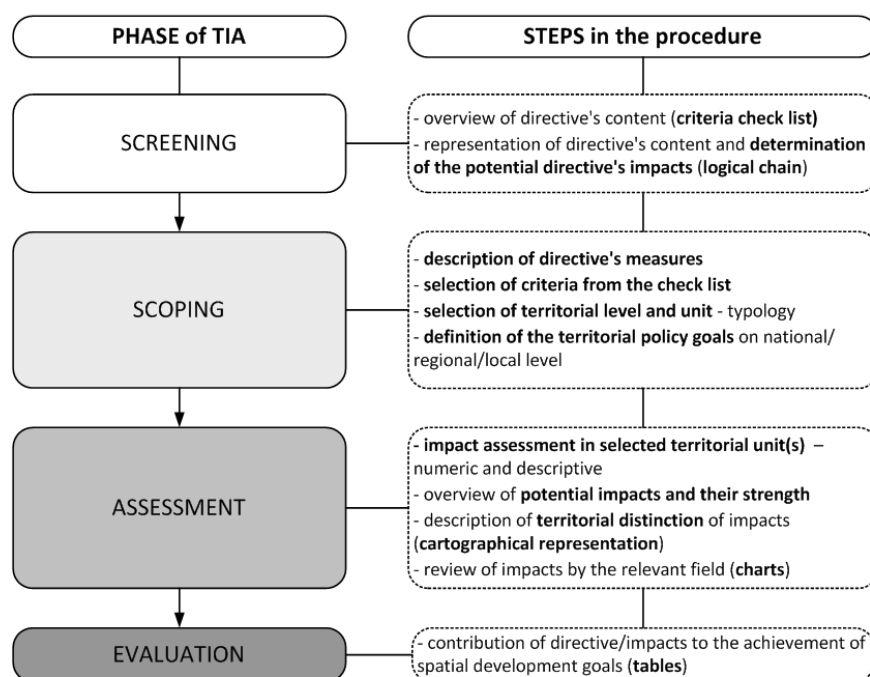 PHASE of TIA
STEPS in the procedure
SCREENING
- overview of directive's content (criteria check list)
- representation of directive's content and determination
of the potential directive's impacts (logical chain)
SCOPING
- description of directive's measures
- selection of criteria from the check list
- selection of territorial level and unit - typology
- definition of the territorial policy goals on national/
regional/local level
ASSESSMENT
- impact assessment in selected territorial unit(s) –
numeric and descriptive
- overview of potential impacts and their strength
- description of territorial distinction of impacts
(cartographical representation)
- review of impacts by the relevant field (charts)
EVALUATION
- contribution of directive/impacts to the achievement of
spatial development goals (tables)